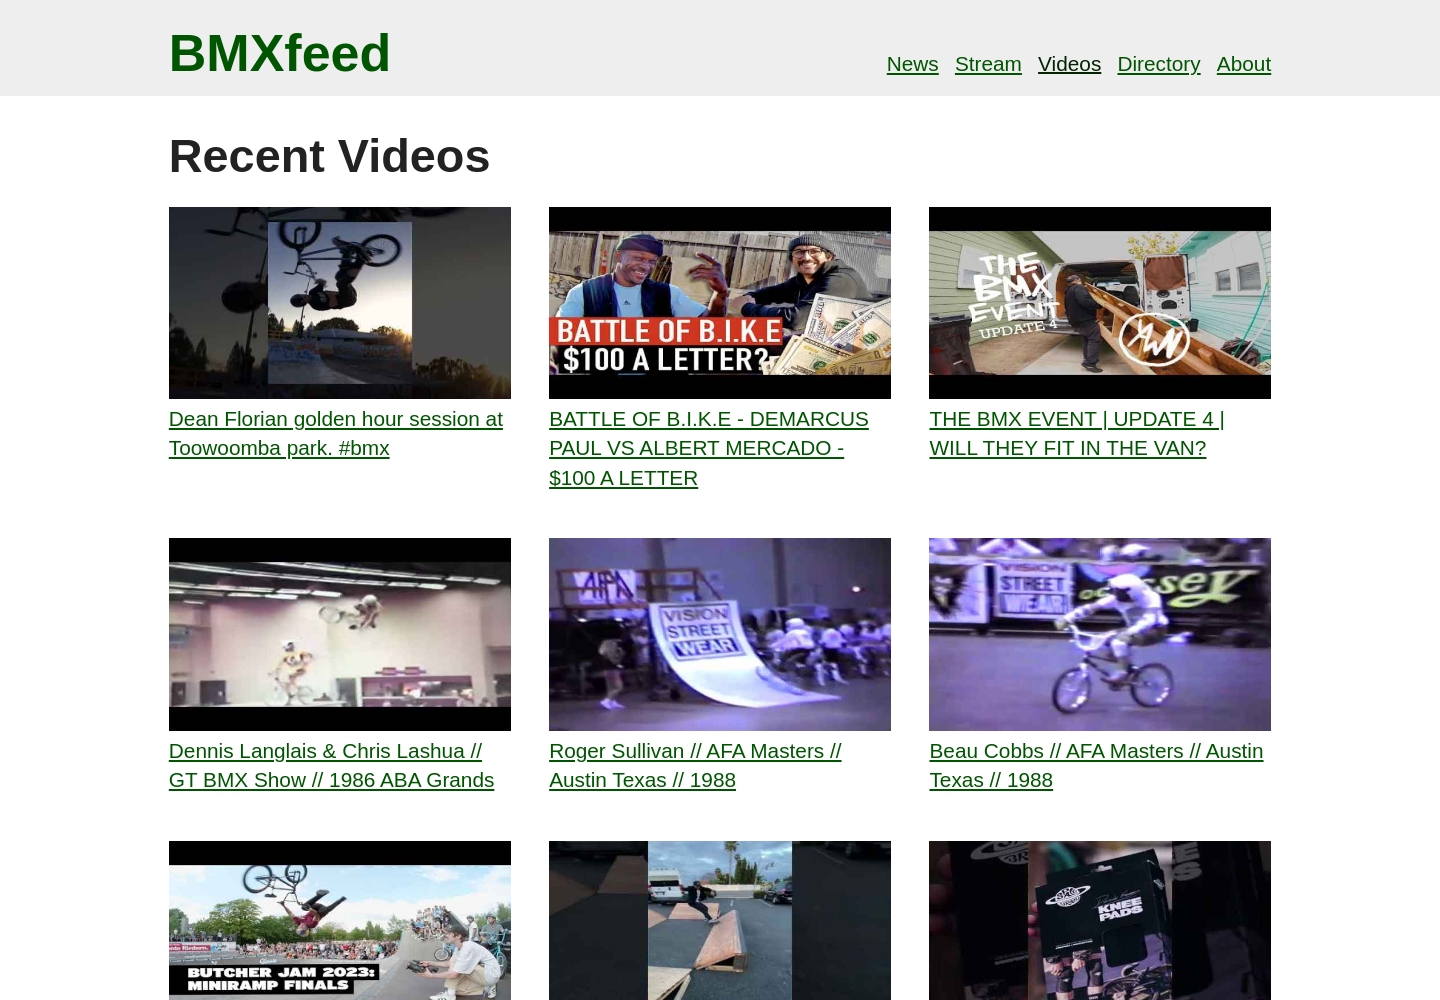 BMXfeed
News Stream Videos Directory About
Recent Videos
BATTLE OF B.I.K.E
$100 A LETTER?
THE
BMX
EVENT
UPDATE 4
Dean Florian golden hour session at
Toowoomba park. #bmx
BATTLE OF B.I.K.E - DEMARCUS
PAUL VS ALBERT MERCADO -
$100 A LETTER
THE BMX EVENT | UPDATE 4 |
WILL THEY FIT IN THE VAN?
AFA
VISION
STREET
WEAR
VISION
STREET
WEAR
Dennis Langlais & Chris Lashua //
GT BMX Show // 1986 ABA Grands
Roger Sullivan // AFA Masters //
Austin Texas // 1988
Beau Cobbs // AFA Masters // Austin
Texas // 1988
BUTCHER JAM 2023:
MINIRAMP FINALS
KNEE
PADS